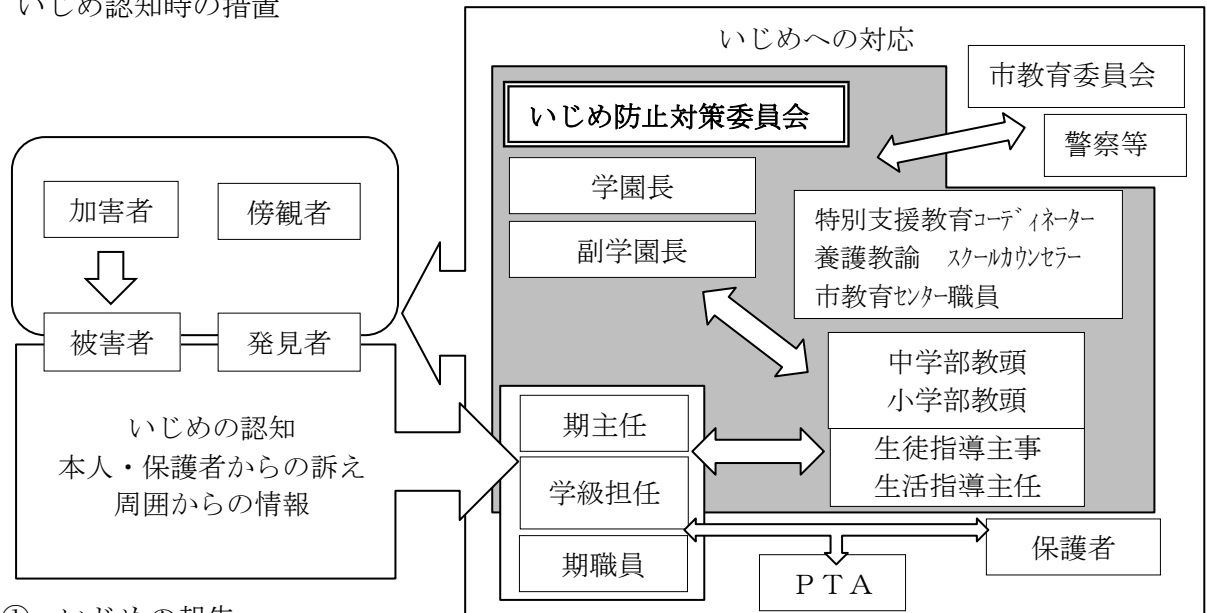 いじめ認知時の措置
いじめへの対応
市教育委員会
いじめ防止対策委員会
警察等
学園長
加害者
傍観者
特別支援教育ｺｰﾃﾞｨﾈｰﾀｰ
副学園長
養護教諭　ｽｸｰﾙｶｳﾝｾﾗｰ
市教育ｾﾝﾀｰ職員
被害者
発見者
中学部教頭
小学部教頭
いじめの認知
本人・保護者からの訴え
周囲からの情報
期主任
生徒指導主事
学級担任
生活指導主任
期職員
保護者
ＰＴＡ
①　いじめの報告